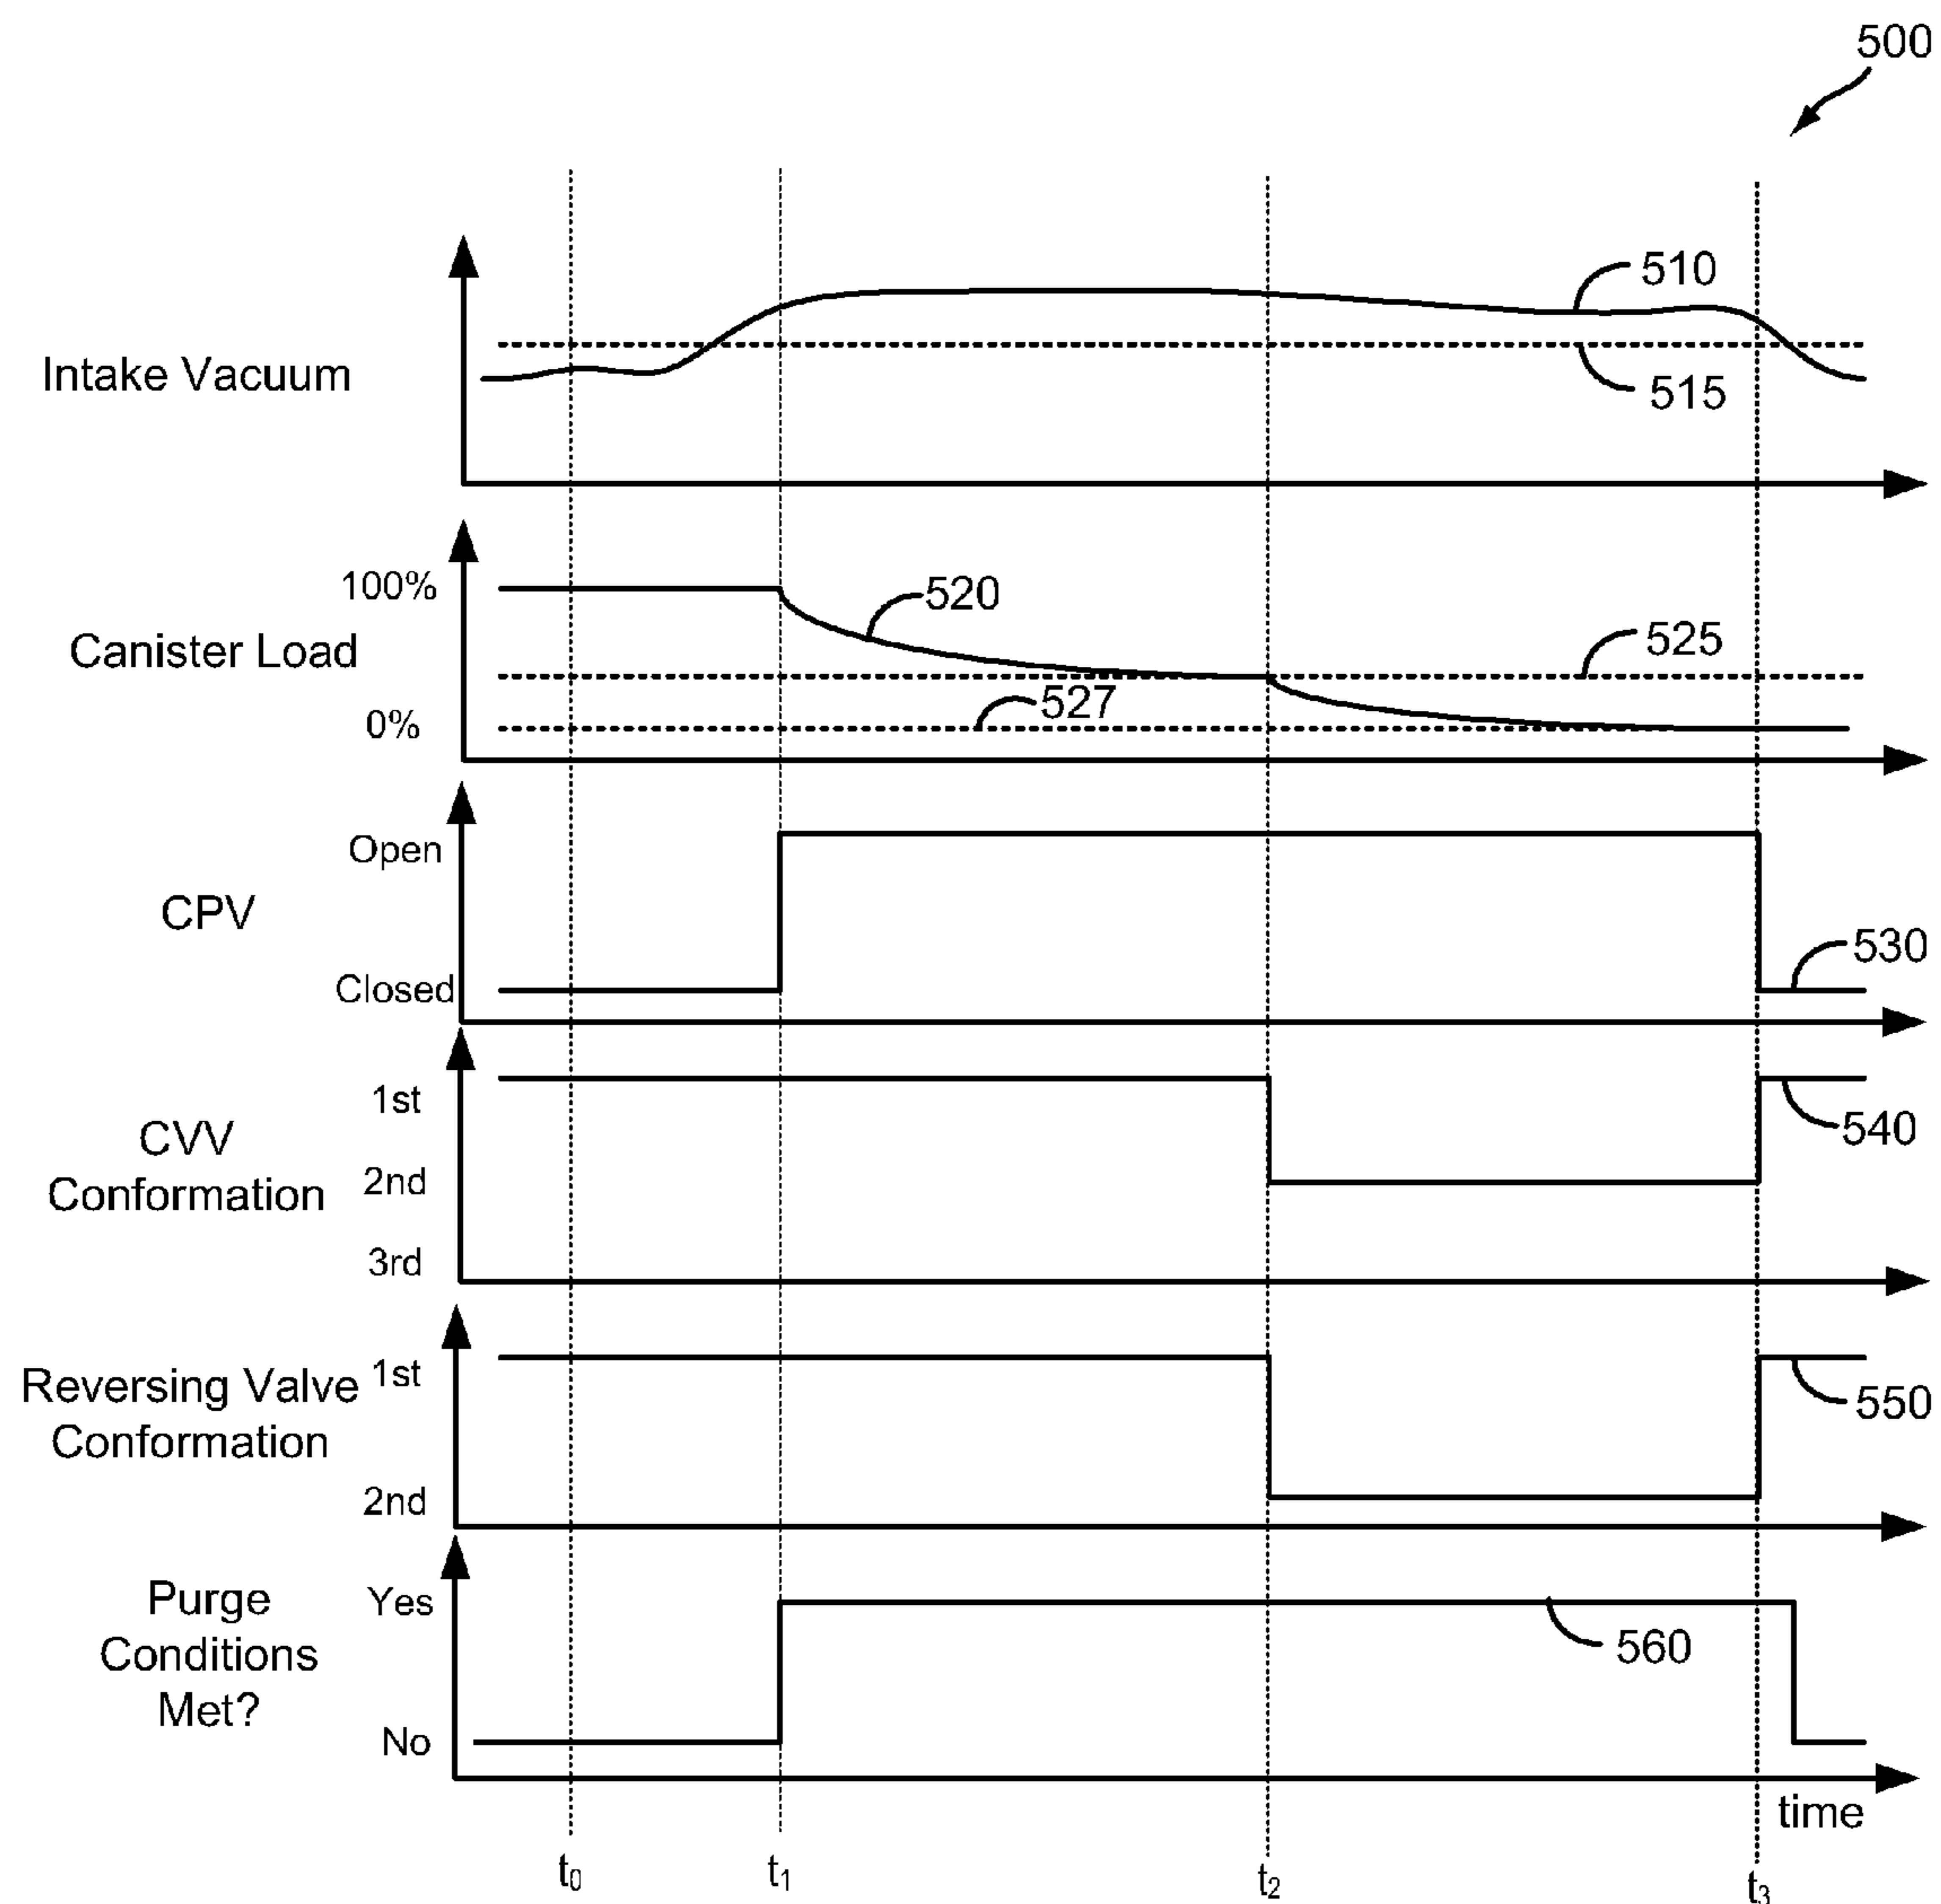 500
510
Intake Vacuum
515
100%
520
Canister Load
525
527
0%
Open
CPV
530
Closed
1st
CVV
Conformation
540
2nd
3rd
Reversing Valve
Conformation
1st
550
2nd
Purge
Conditions
Met?
Yes
560
No
time
t0
t1
t2
t3